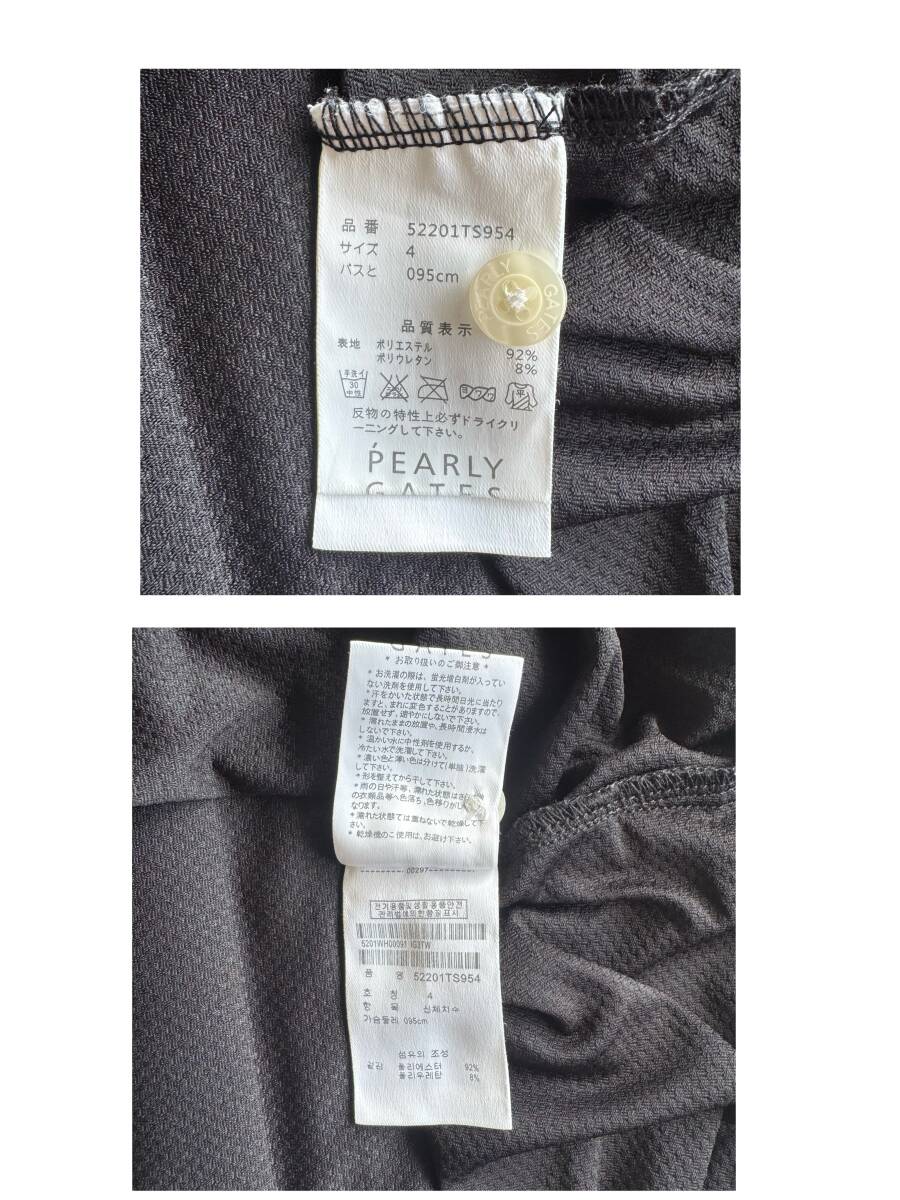 品番 52201TS954
サイズ 4
バスと 095cm
PEARLY GATES
品質表示
表地 ポリエステル 92%
ポリウレタン 8%
手洗イ
30
中性
ヨワク
平
反物の特性上必ずドライクリ
ーニングして下さい。
PEARLY
GATES
GATES
* お取り扱いのご御注意 *
* お洗濯の際は、蛍光増白剤が入ってい
ない洗剤を使用して下さい。
* 汗をかいた状態で長時間日光に当たり
ますと、まれに変色することがありますので、
放置せず、速やかにしないで下さい。
* 濡れたままの放置や、長時間浸水は
しないで下さい。
* 温かい水に中性剤を使用するか、
冷たい水で洗濯して下さい。
* 濃い色と薄い色は分けて(単独)洗濯
して下さい。
* 形を整えてから干して下さい。
* 雨の日や汗等、濡れた状態はさ
の衣類品等へ色落ち,色移りが
なります。
* 濡れた状態ては重ねないで乾燥して下
さい。
* 乾燥機のご使用は、お避け下さい。
00297
전기용품및생활용품안전
관리법에의한품질표시
5201WH00091 IG3TW
품 명 52201TS954
호 칭 4
항 목 신체치수
가슴둘레 095cm
섬유의 조성
겉감 폴리에스터 92%
폴리우레탄 8%